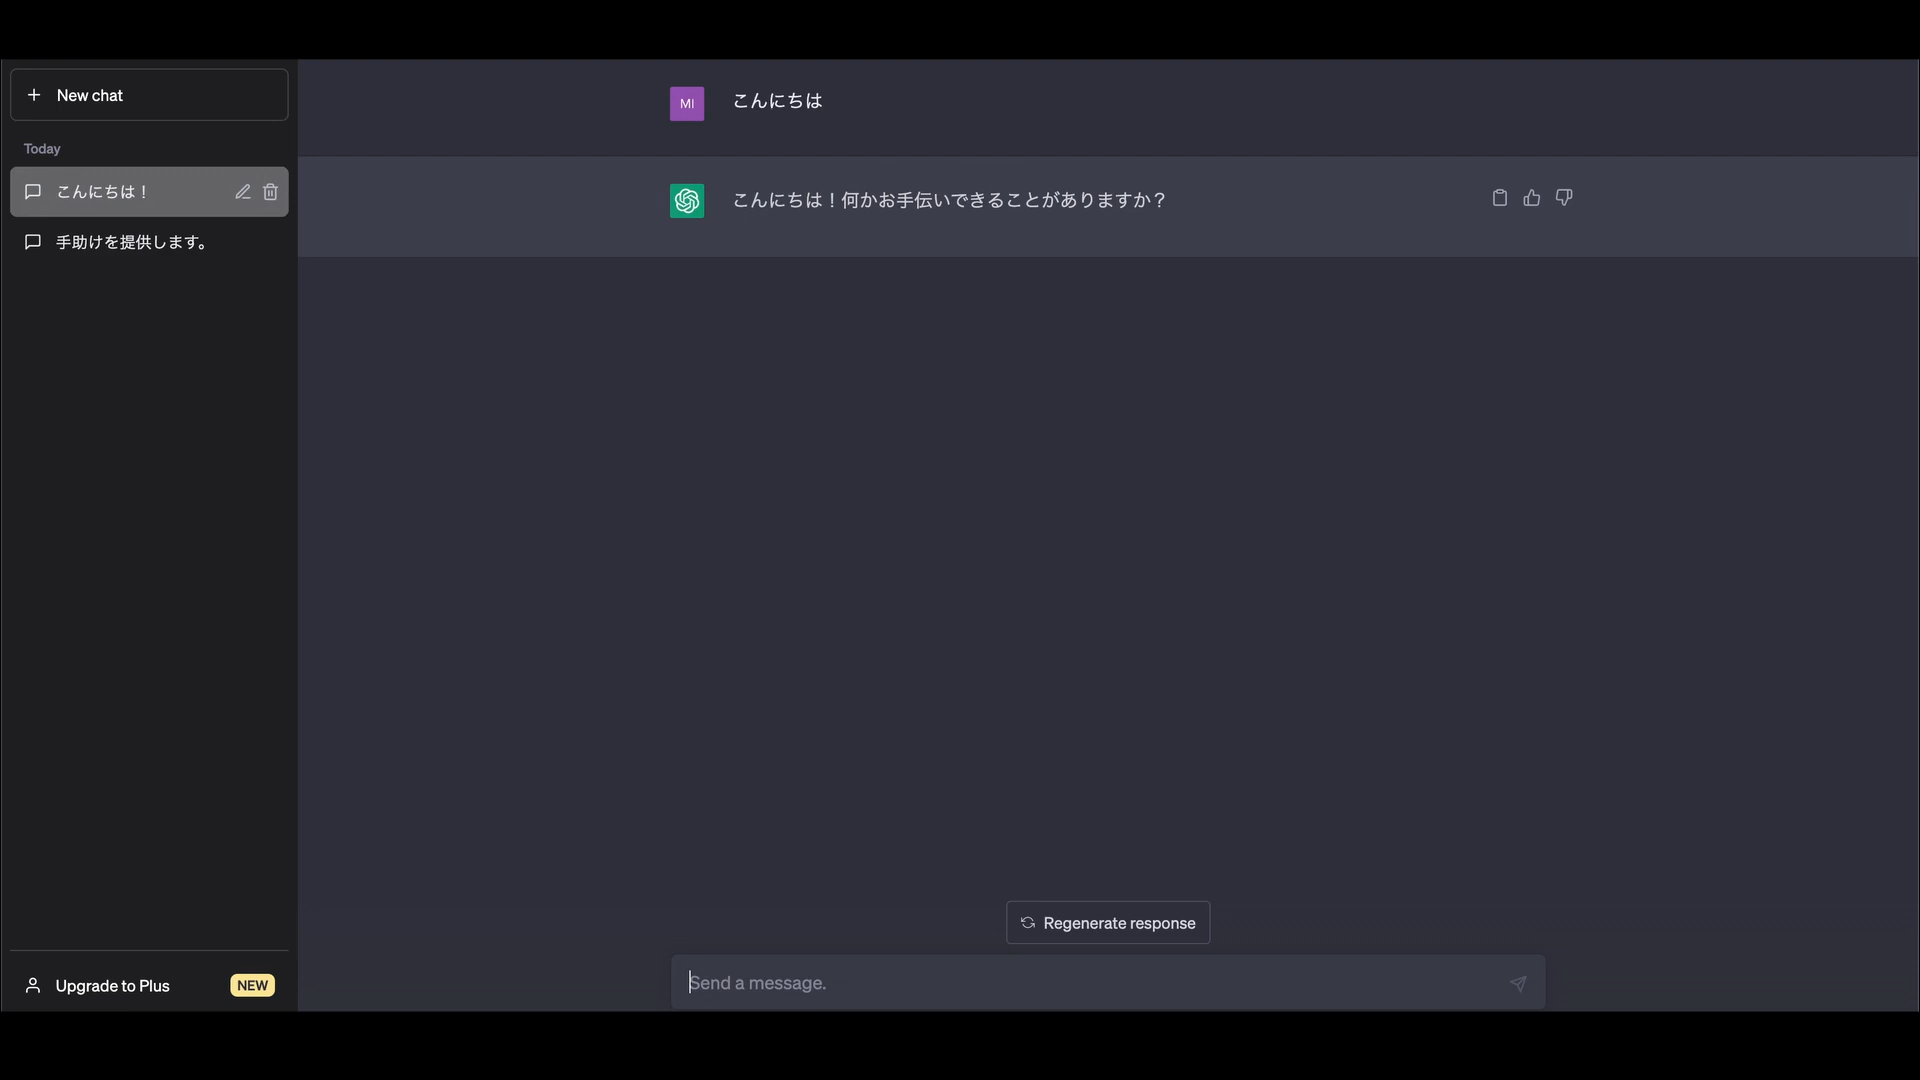 New chat
Today
こんにちは！
手助けを提供します。
Upgrade to Plus
NEW
MI
こんにちは
こんにちは！何かお手伝いできることがありますか？
Regenerate response
Send a message.